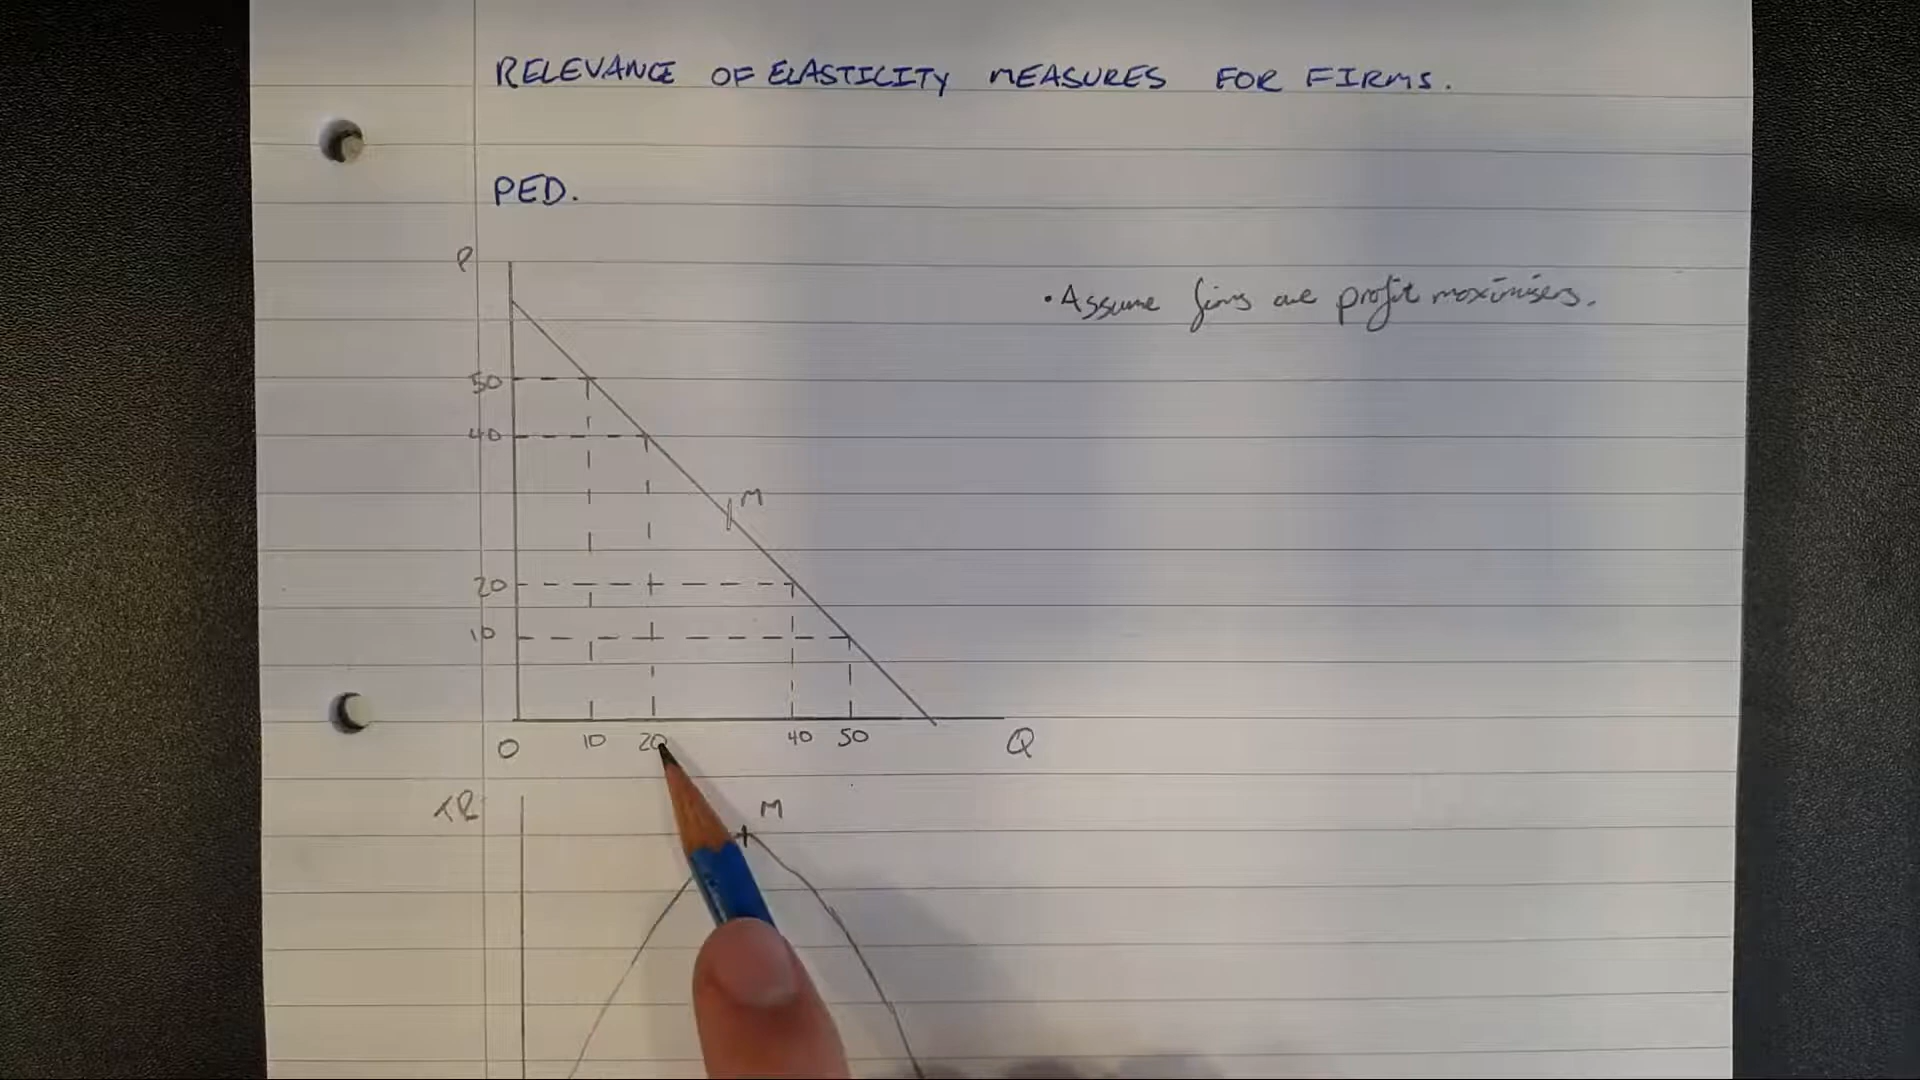 RELEVANCE OF ELASTICITY MEASURES FOR FIRMS.
PED.
P
• Assume firms are profit maximisers.
50
40
M
20
10
0 10 20 40 50 Q
TR M